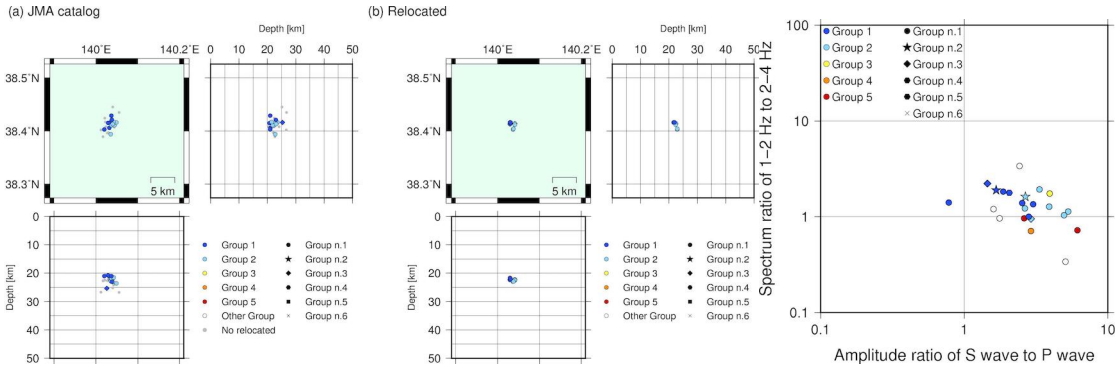 (a) JMA catalog
Depth [km]
140˚E
140.2˚E
0 10 20 30 40 50
38.5˚N
38.4˚N
38.3˚N
5 km
0
10
20
30
40
50
Depth [km]
Group 1
Group 2
Group 3
Group 4
Group 5
Other Group
No relocated
Group n.1
Group n.2
Group n.3
Group n.4
Group n.5
Group n.6
(b) Relocated
Depth [km]
140˚E
140.2˚E
0 10 20 30 40 50
38.5˚N
38.4˚N
38.3˚N
5 km
0
10
20
30
40
50
Depth [km]
Group 1
Group 2
Group 3
Group 4
Group 5
Other Group
Group n.1
Group n.2
Group n.3
Group n.4
Group n.5
Group n.6
Spectrum ratio of 1−2 Hz to 2−4 Hz
100
10
1
0.1
Group 1
Group 2
Group 3
Group 4
Group 5
Group n.1
Group n.2
Group n.3
Group n.4
Group n.5
Group n.6
0.1 1 10
Amplitude ratio of S wave to P wave